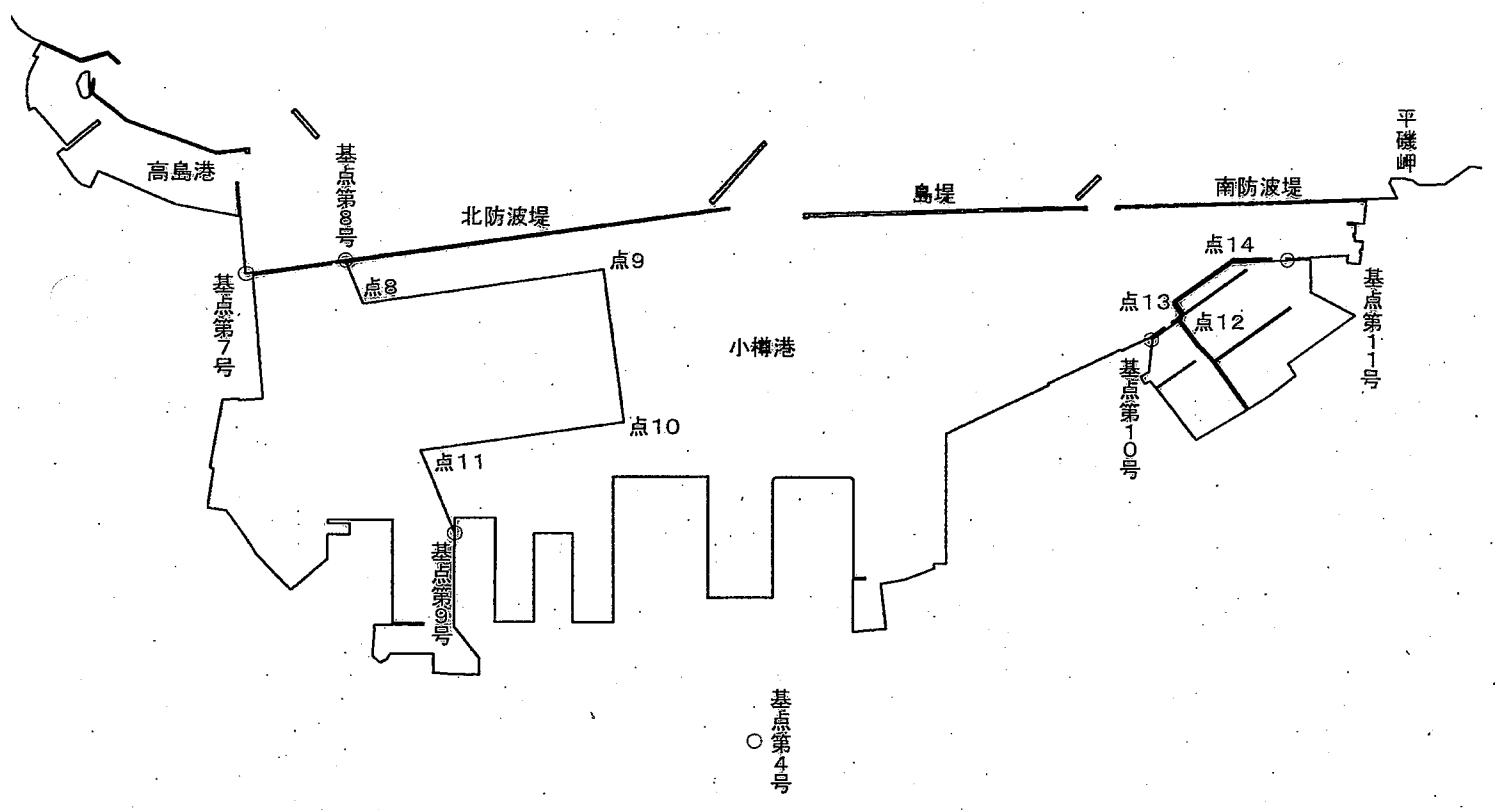 平磯岬
基点第8号
高島港
島堤
南防波堤
北防波堤
点14
点9
基点第7号
点8
基点第11号
点13
点12
小樽港
基点第10号
点10
点11
基点第9号
基点第4号